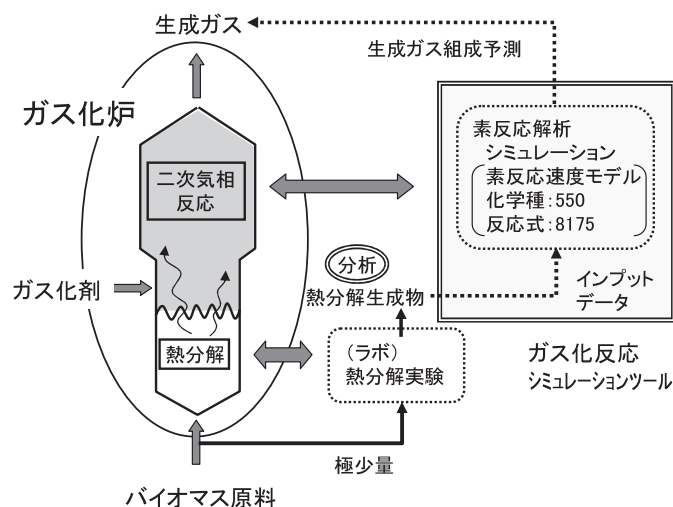 生成ガス
生成ガス組成予測
ガス化炉
素反応解析
シミュレーション
素反応速度モデル
化学種:550
反応式:8175
二次気相
反応
分析
ガス化剤
熱分解生成物
インプット
データ
熱分解
(ラボ)
熱分解実験
ガス化反応
シミュレーションツール
極少量
バイオマス原料